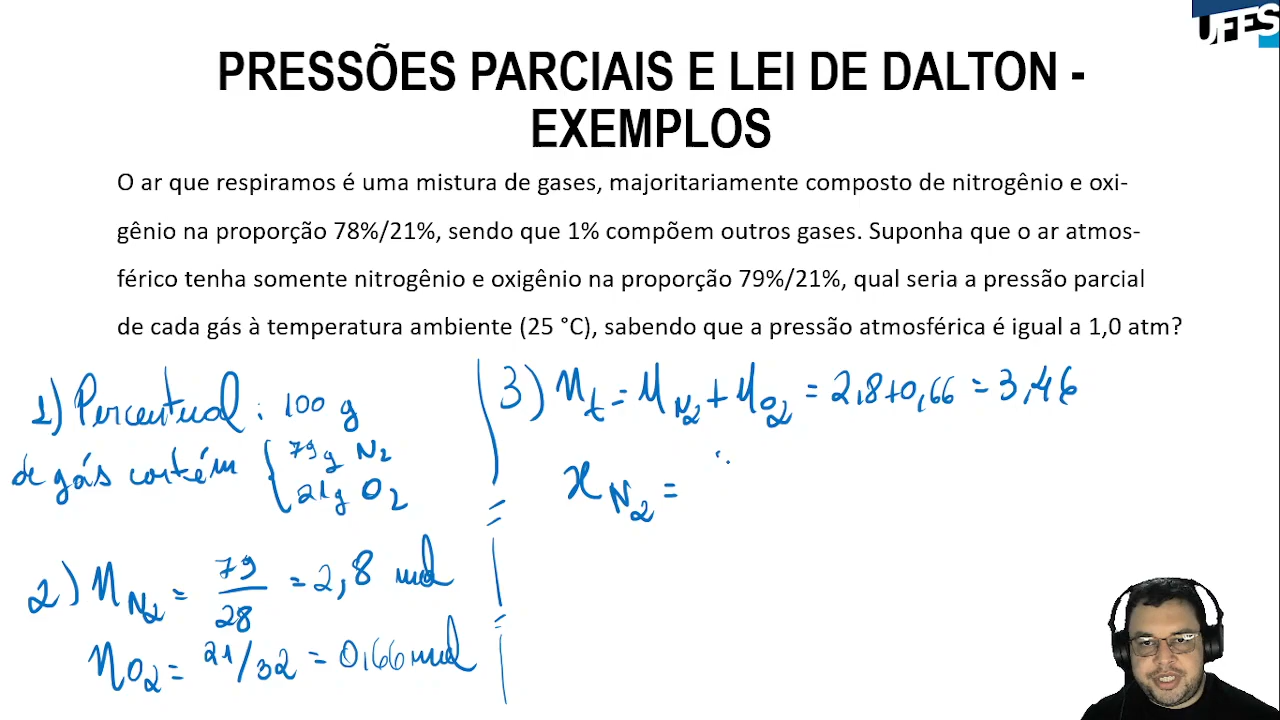 UFES
PRESSÕES PARCIAIS E LEI DE DALTON -
EXEMPLOS
O ar que respiramos é uma mistura de gases, majoritariamente composto de nitrogênio e oxi-
gênio na proporção 78%/21%, sendo que 1% compõem outros gases. Suponha que o ar atmos-
férico tenha somente nitrogênio e oxigênio na proporção 79%/21%, qual seria a pressão parcial
de cada gás à temperatura ambiente (25 °C), sabendo que a pressão atmosférica é igual a 1,0 atm?
1) Percentual: 100 g
de gás contém { 79g N2
21g O2
2) nN2 = 79/28 = 2,8 mol
nO2 = 21/32 = 0,66 mol
3) nt = nN2 + nO2 = 2,8+0,66 = 3,46
xN2 =